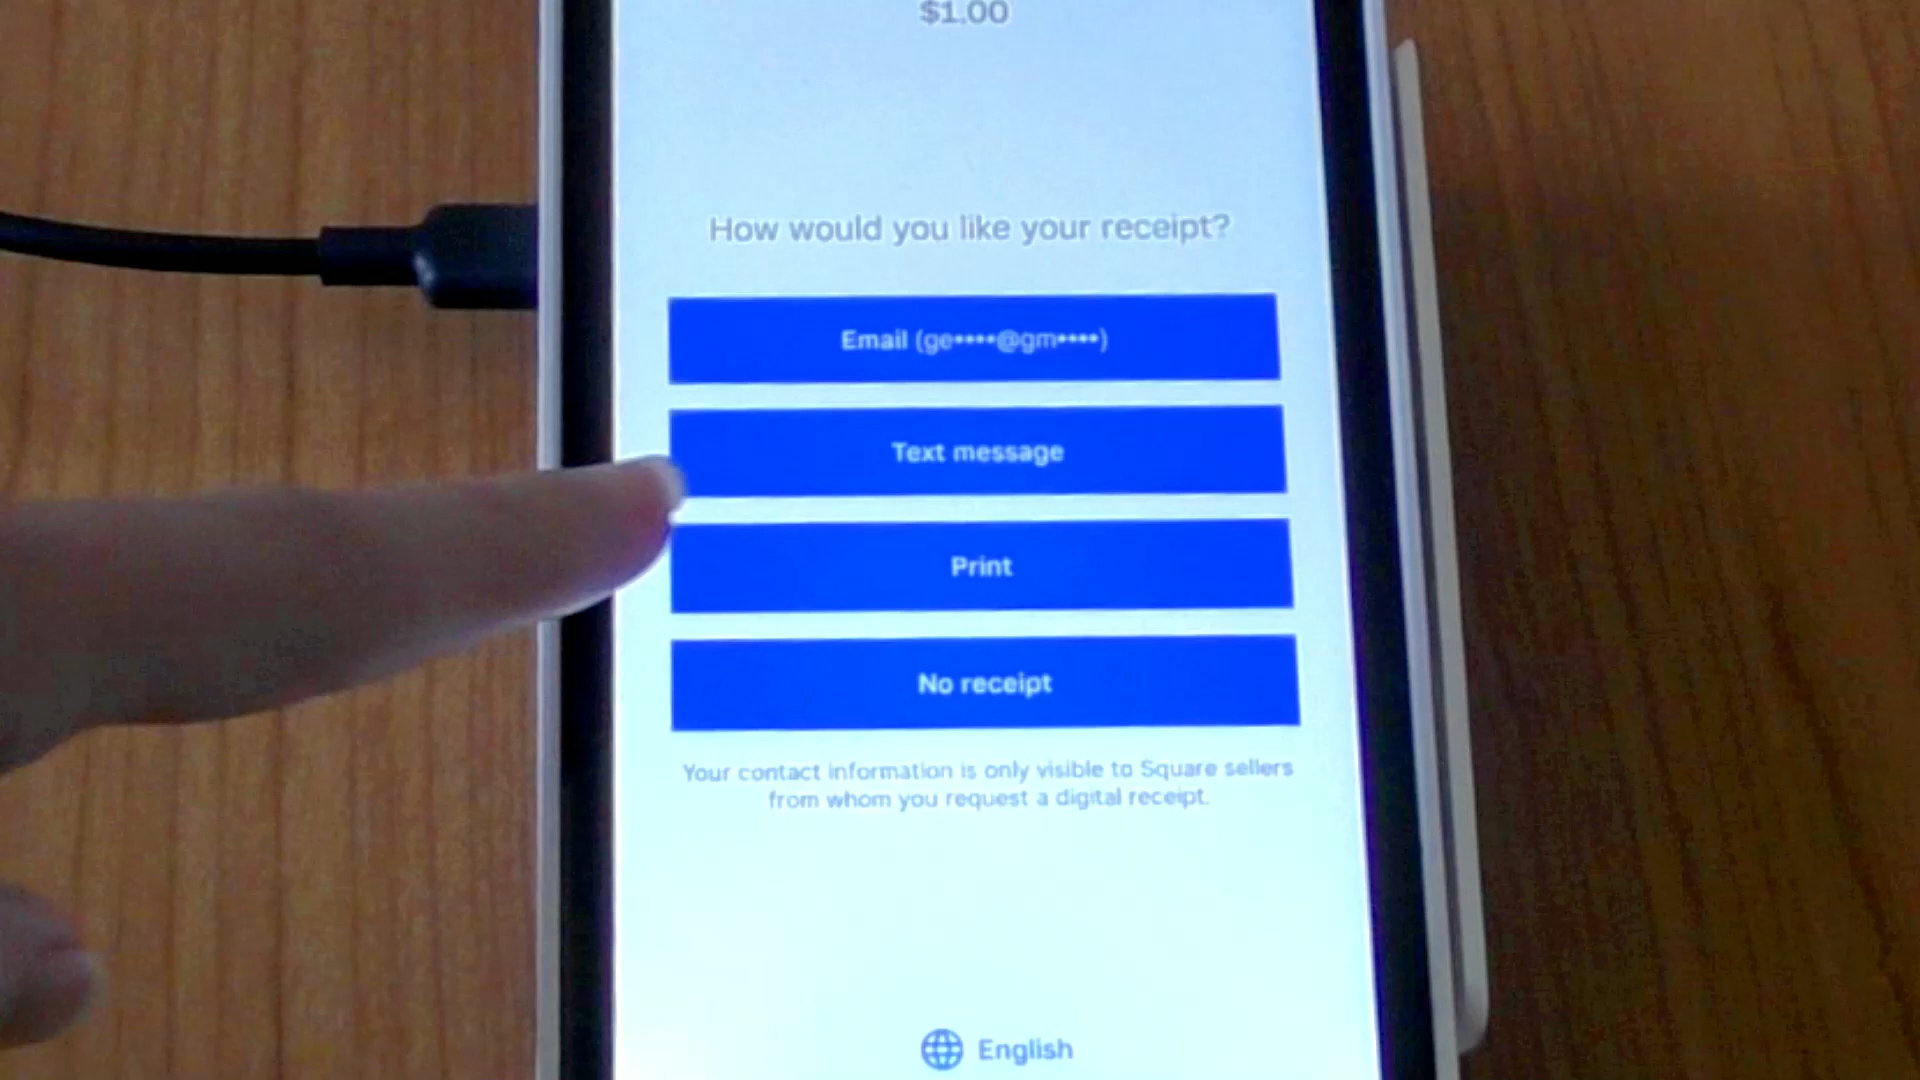 $1.00
How would you like your receipt?
Email (ge••••@gm••••)
Text message
Print
No receipt
Your contact information is only visible to Square sellers
from whom you request a digital receipt.
English